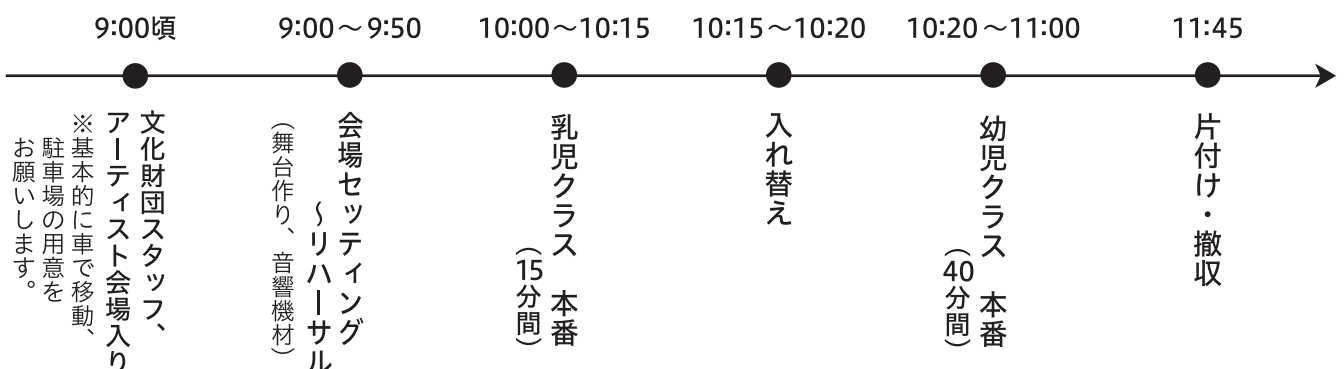 9:00頃
文化財団スタッフ、
アーティスト会場入り
※基本的に車で移動、
駐車場の用意を
お願いします。
9:00〜9:50
会場セッティング
〜リハーサル
（舞台作り、音響機材）
10:00〜10:15
乳児クラス 本番
（15分間）
10:15〜10:20
入れ替え
10:20〜11:00
幼児クラス 本番
（40分間）
11:45
片付け・撤収